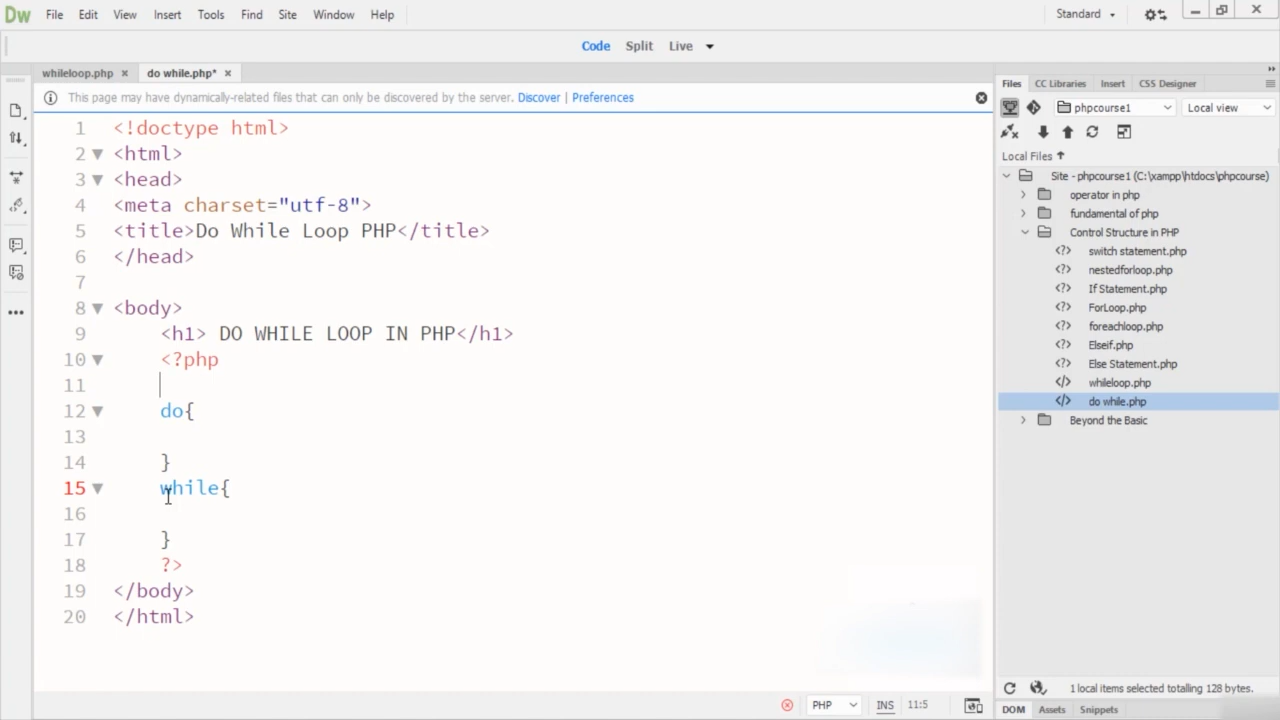 Dw File Edit View Insert Tools Find Site Window Help Standard
Code Split Live
whileloop.php × do while.php* ×
This page may have dynamically-related files that can only be discovered by the server. Discover | Preferences
1 <!doctype html>
2 <html>
3 <head>
4 <meta charset="utf-8">
5 <title>Do While Loop PHP</title>
6 </head>
7
8 <body>
9 <h1> DO WHILE LOOP IN PHP</h1>
10 <?php
11
12 do{
13
14 }
15 while{
16
17 }
18 ?>
19 </body>
20 </html>
PHP INS 11:5
Files CC Libraries Insert CSS Designer
phpcourse1 Local view
Local Files
Site - phpcourse1 (C:\xampp\htdocs\phpcourse)
operator in php
fundamental of php
Control Structure in PHP
switch statement.php
nestedforloop.php
If Statement.php
ForLoop.php
foreachloop.php
Elseif.php
Else Statement.php
whileloop.php
do while.php
Beyond the Basic
1 local items selected totalling 128 bytes.
DOM Assets Snippets